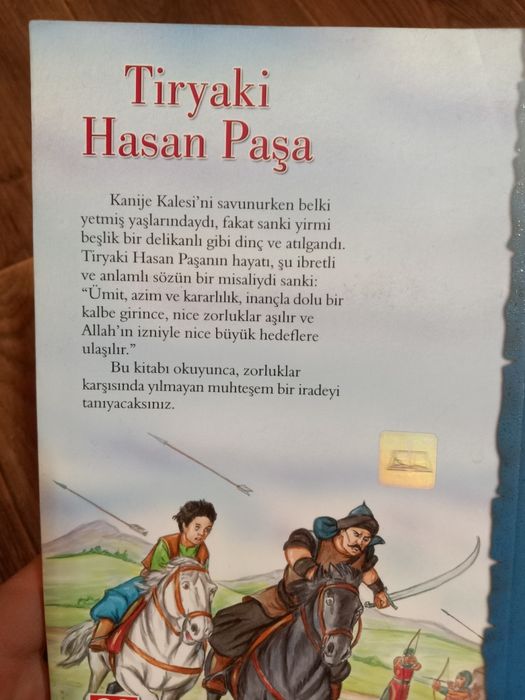 Tiryaki
Hasan Paşa
Kanije Kalesi'ni savunurken belki
yetmiş yaşlarındaydı, fakat sanki yirmi
beşlik bir delikanlı gibi dinç ve atılgandı.
Tiryaki Hasan Paşanın hayatı, şu ibretli
ve anlamlı sözün bir misaliydi sanki:
“Ümit, azim ve kararlılık, inançla dolu bir
kalbe girince, nice zorluklar aşılır ve
Allah'ın izniyle nice büyük hedeflere
ulaşılır.”
Bu kitabı okuyunca, zorluklar
karşısında yılmayan muhteşem bir iradeyi
tanıyacaksınız.